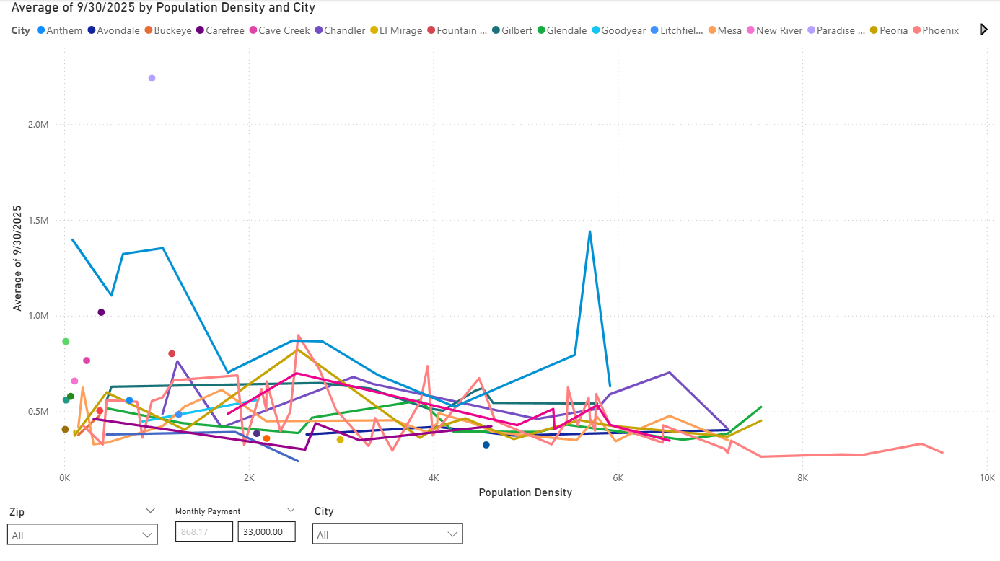 Average of 9/30/2025 by Population Density and City
City Anthem Avondale Buckeye Carefree Cave Creek Chandler El Mirage Fountain ... Gilbert Glendale Goodyear Litchfiel... Mesa New River Paradise ... Peoria Phoenix
2.0M
1.5M
1.0M
0.5M
Average of 9/30/2025
0K 2K 4K 6K 8K 10K
Population Density
Zip Monthly Payment City
All 868.17 33,000.00 All